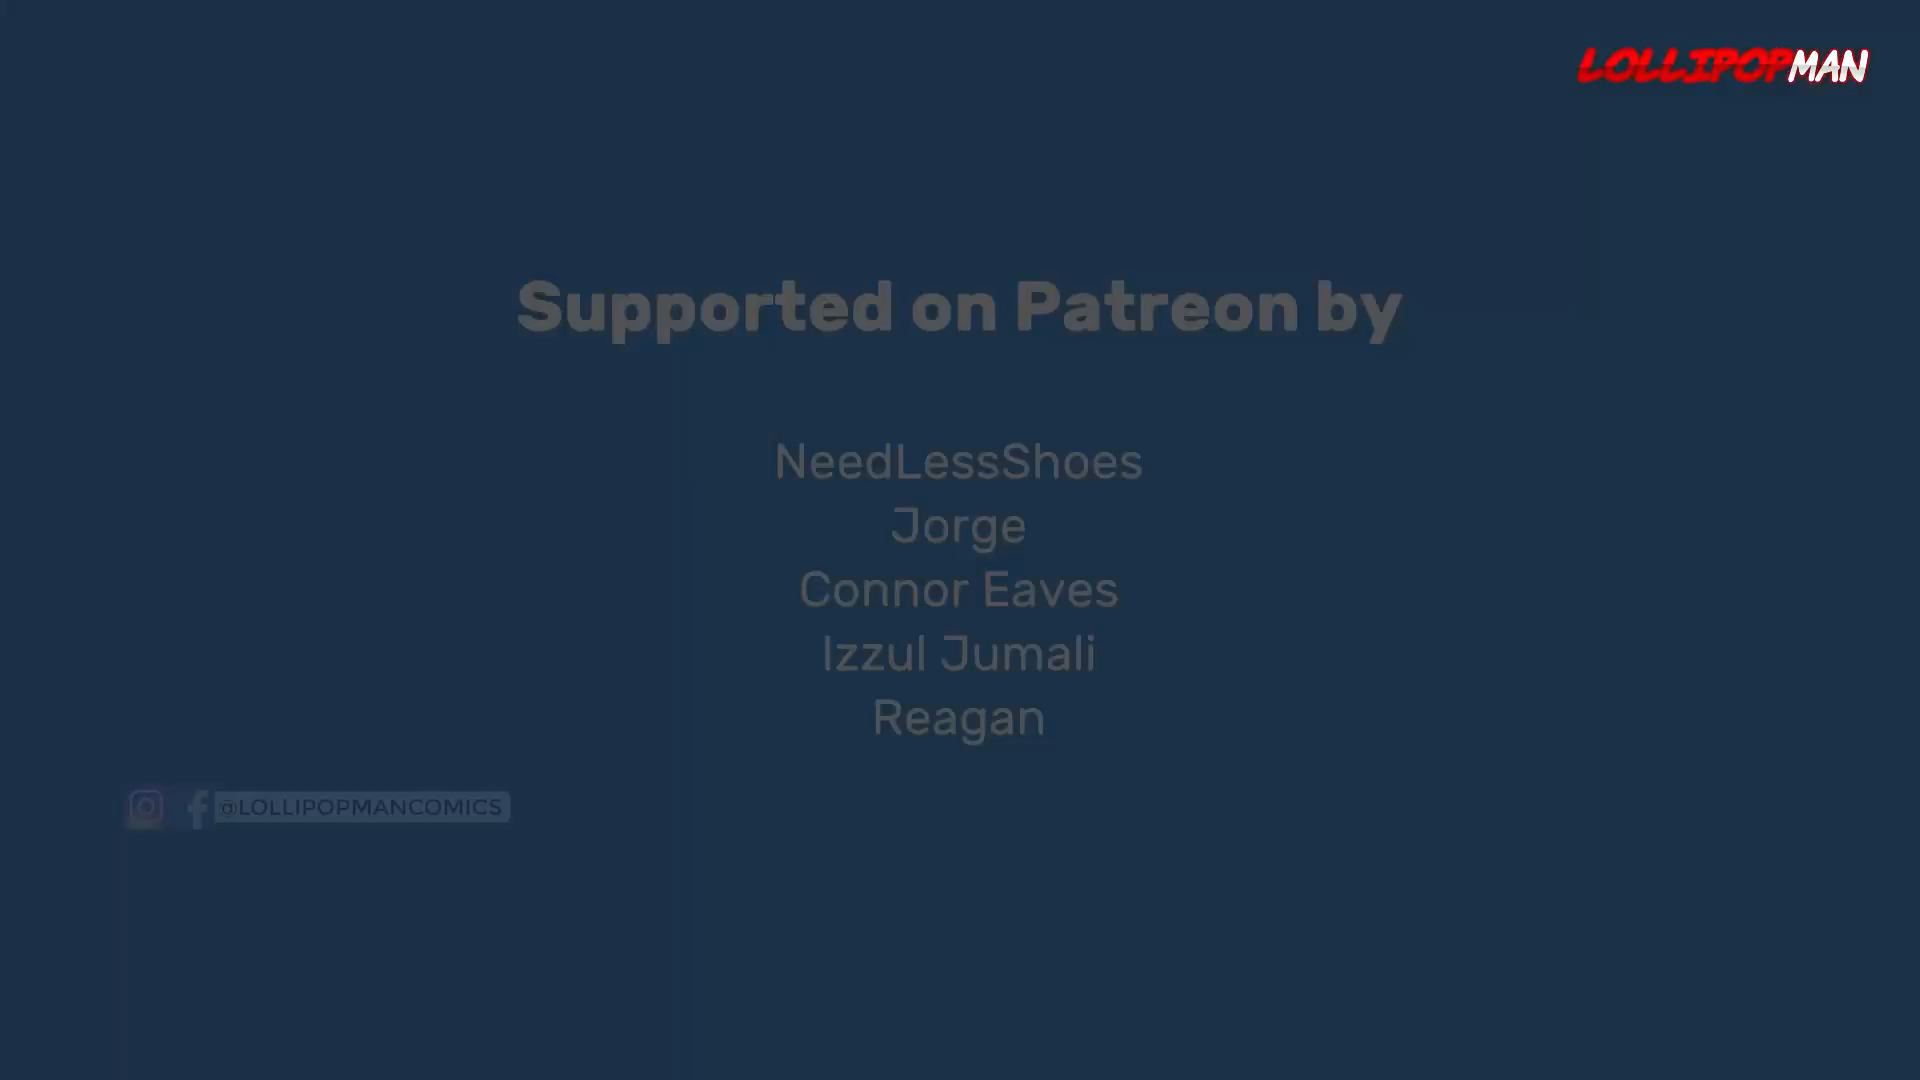 LOLLIPOPMAN
Supported on Patreon by
NeedLessShoes
Jorge
Connor Eaves
Izzul Jumali
Reagan
@LOLLIPOPMANCOMICS